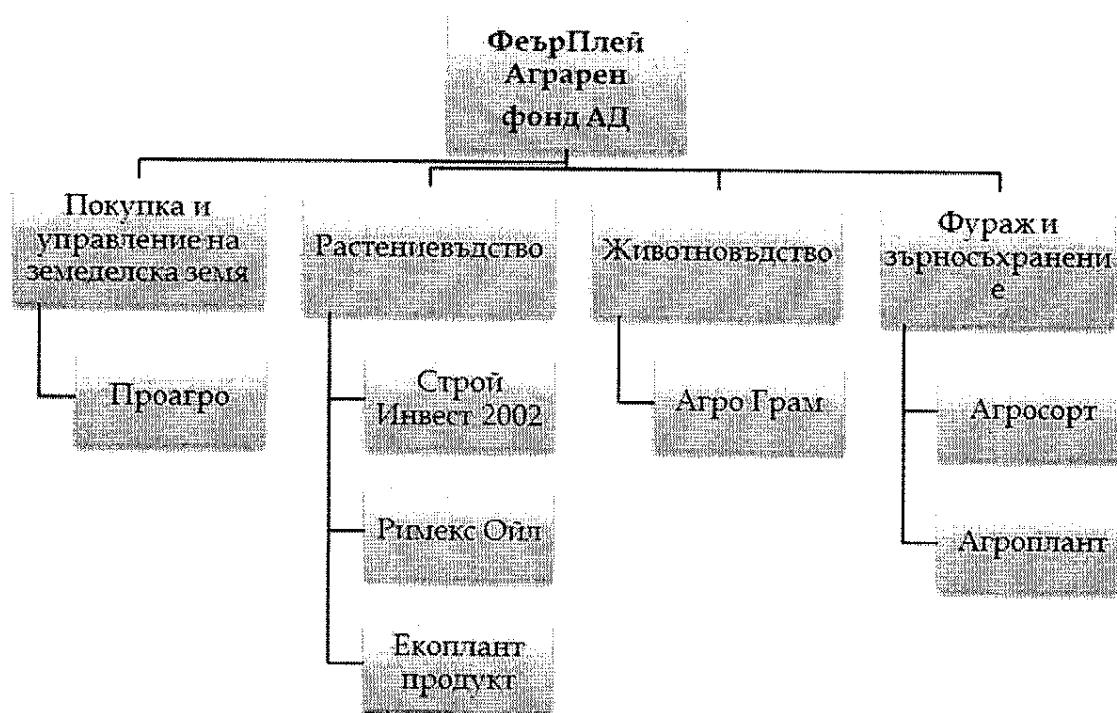 ФеърПлей
Аграрен
фонд АД
Покупка и
управление на
земеделска земя
Растениевъдство
Животновъдство
Фураж и
зърносъхранени
е
Проагро
Строй
Инвест 2002
Римекс Ойл
Екоплант
продукт
Агро Грам
Агросорт
Агроплант